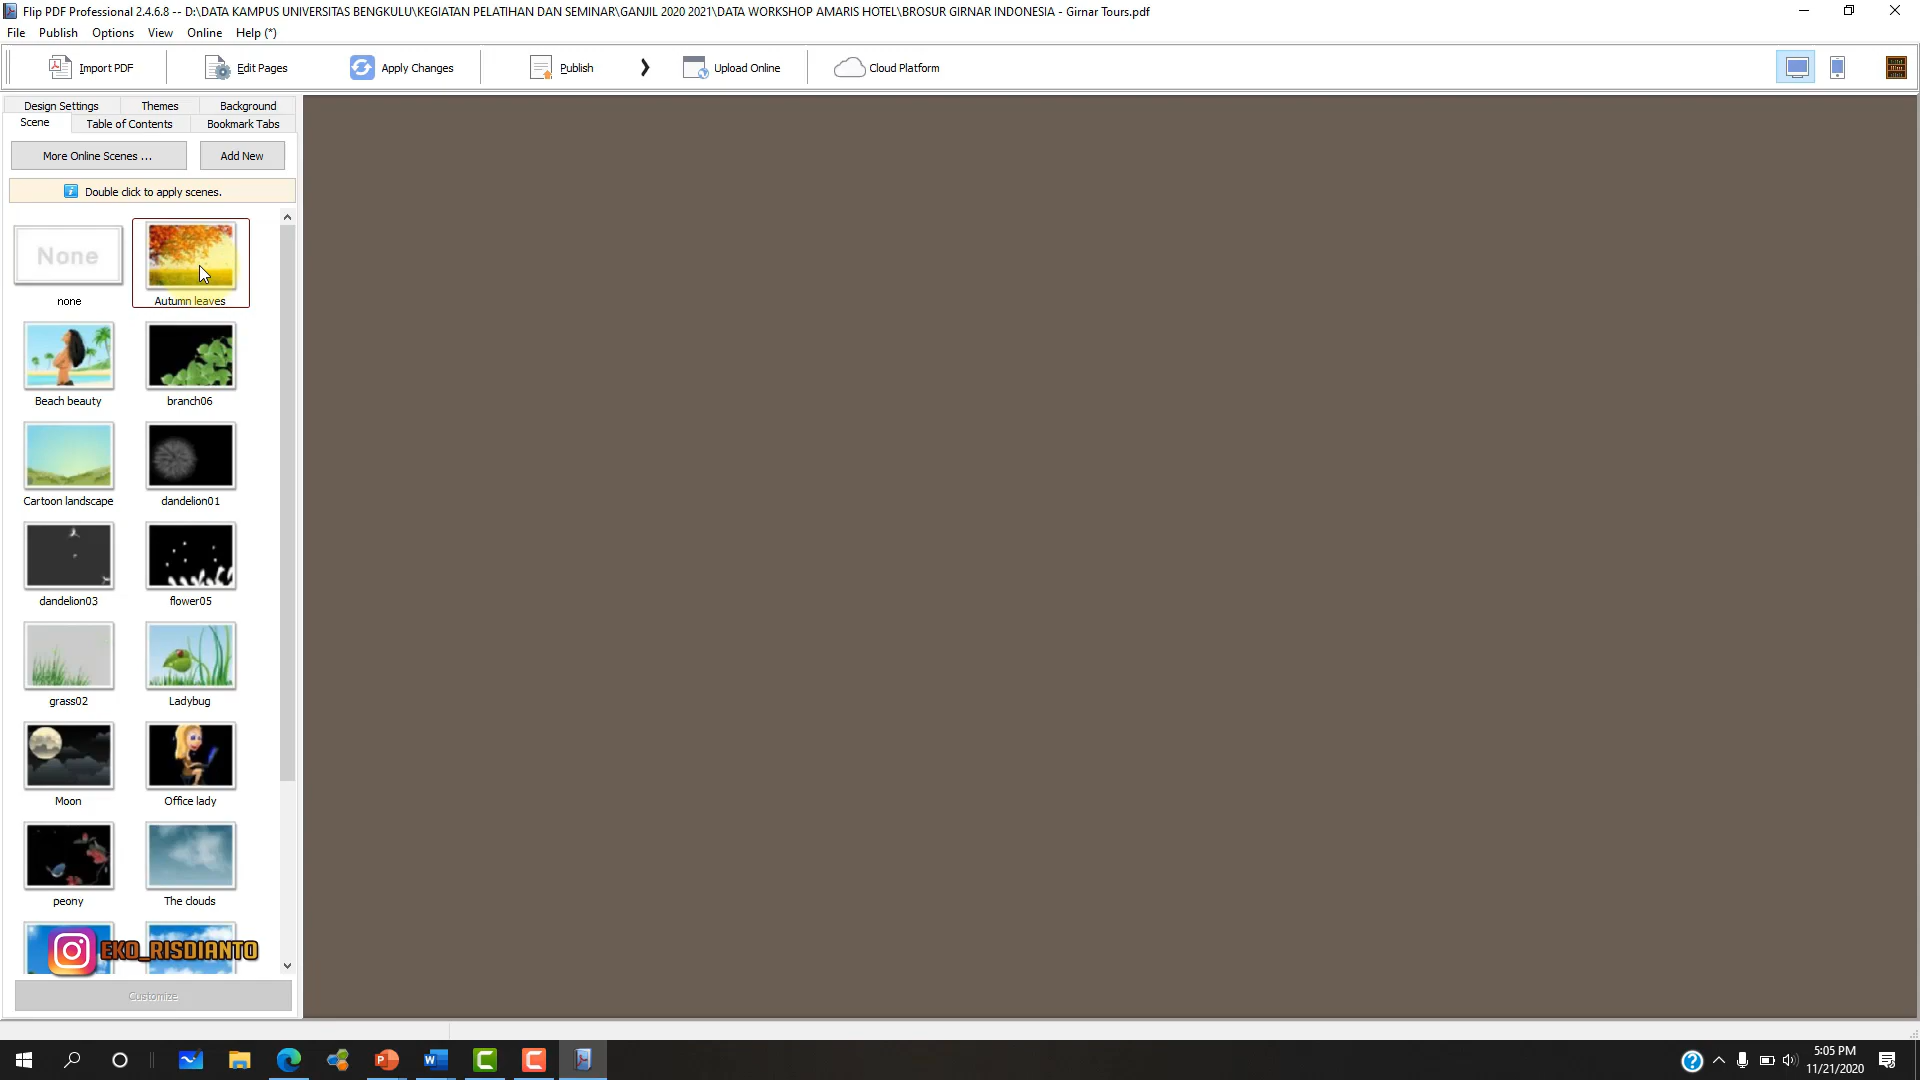 Flip PDF Professional 2.4.6.8 -- D:\DATA KAMPUS UNIVERSITAS BENGKULU\KEGIATAN PELATIHAN DAN SEMINAR\GANJIL 2020 2021\DATA WORKSHOP AMARIS HOTEL\BROSUR GIRNAR INDONESIA - Girnar Tours.pdf
File Publish Options View Online Help (*)
Import PDF Edit Pages Apply Changes Publish Upload Online Cloud Platform
Design Settings Themes Background
Scene Table of Contents Bookmark Tabs
More Online Scenes ... Add New
Double click to apply scenes.
None
none Autumn leaves
Beach beauty branch06
Cartoon landscape dandelion01
dandelion03 flower05
grass02 Ladybug
Moon Office lady
peony The clouds
EKO_RISDIANTO
Customize
5:05 PM
11/21/2020